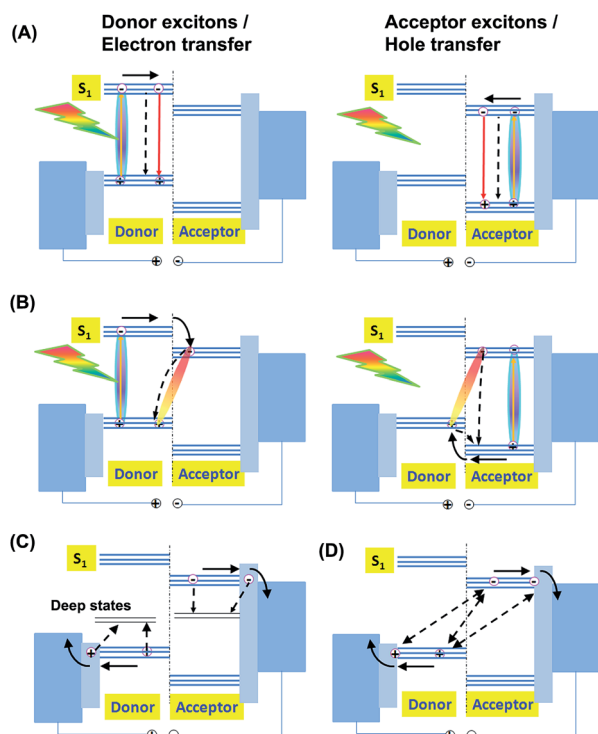 Donor excitons /
Electron transfer
Acceptor excitons /
Hole transfer
(A)
S1
S1
Donor
Acceptor
Donor
Acceptor
(B)
S1
S1
Donor
Acceptor
Donor
Acceptor
(C)
S1
(D)
S1
Deep states
Donor
Acceptor
Donor
Acceptor